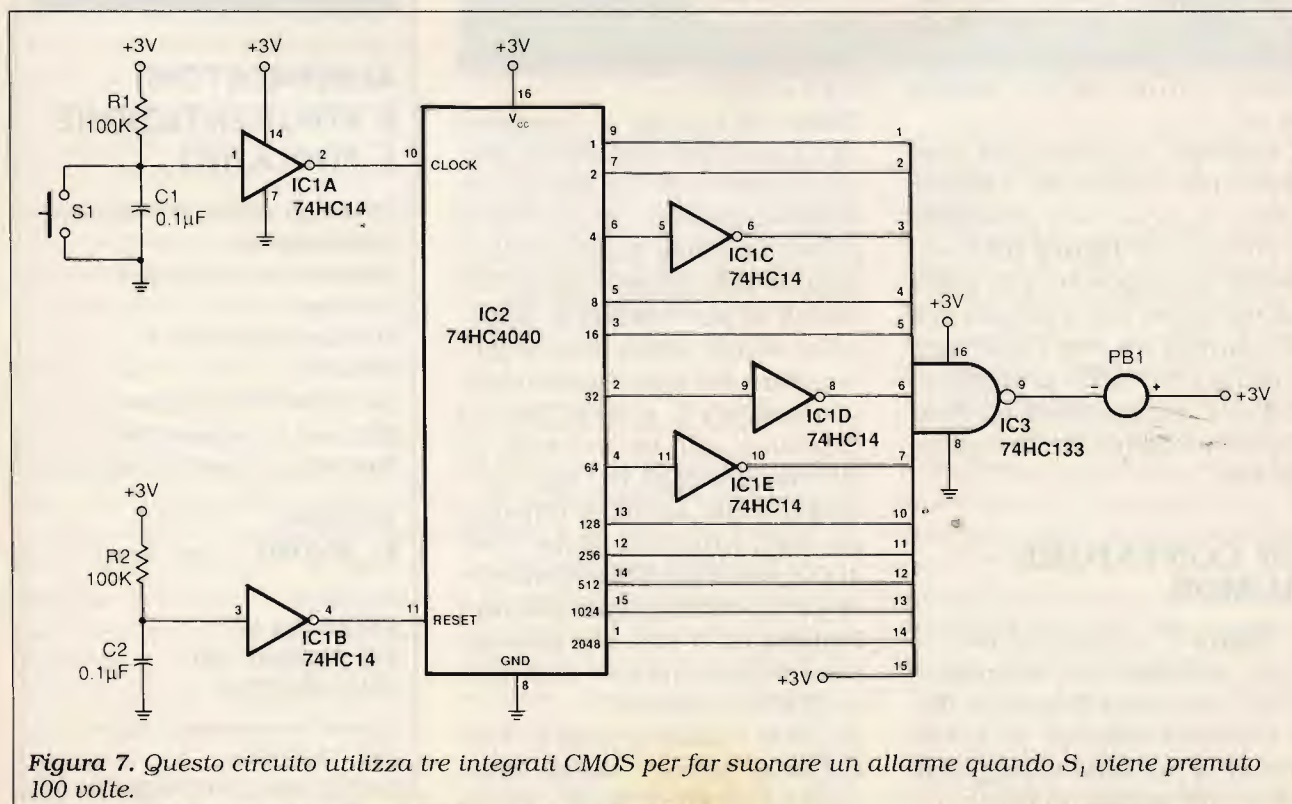 +3V
+3V
+3V
R1
100K
14
16
Vcc
1
2
10
CLOCK
IC1A
74HC14
7
S1
C1
0.1µF
IC2
74HC4040
9
1
1
7
2
2
4
6
5
6
3
IC1C
74HC14
8
5
4
16
3
5
+3V
16
PB1
32
2
9
8
6
9
-
+
+3V
IC1D
74HC14
IC3
74HC133
8
64
4
11
10
7
IC1E
74HC14
128
13
10
256
12
11
512
14
12
1024
15
13
2048
1
14
+3V
15
+3V
R2
100K
3
4
11
RESET
IC1B
74HC14
C2
0.1µF
GND
8
Figura 7. Questo circuito utilizza tre integrati CMOS per far suonare un allarme quando S₁ viene premuto
100 volte.